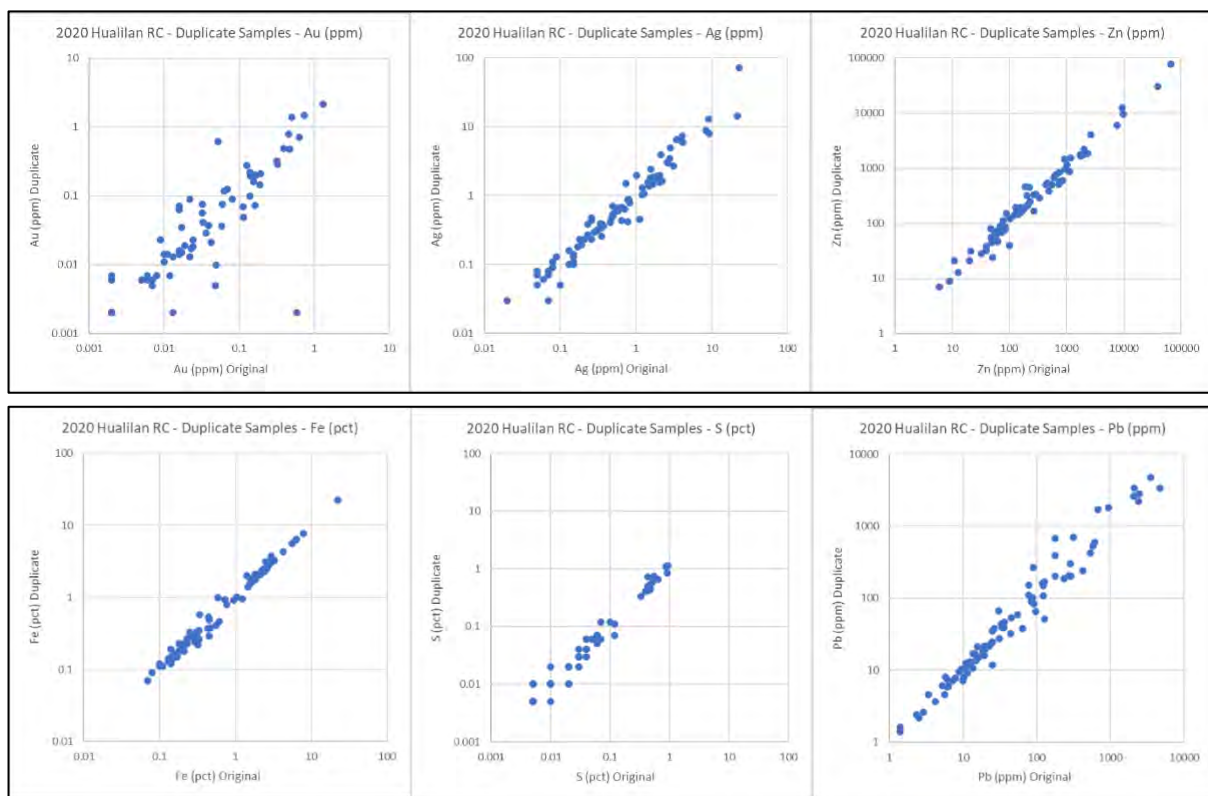 2020 Hualilan RC - Duplicate Samples - Au (ppm)
10
1
0.1
0.01
0.001
Au (ppm) Duplicate
0.001 0.01 0.1 1 10
Au (ppm) Original
2020 Hualilan RC - Duplicate Samples - Ag (ppm)
100
10
1
0.1
0.01
Ag (ppm) Duplicate
0.01 0.1 1 10 100
Ag (ppm) Original
2020 Hualilan RC - Duplicate Samples - Zn (ppm)
100000
10000
1000
100
10
1
Zn (ppm) Duplicate
1 10 100 1000 10000 100000
Zn (ppm) Original
2020 Hualilan RC - Duplicate Samples - Fe (pct)
100
10
1
0.1
0.01
Fe (pct) Duplicate
0.01 0.1 1 10 100
Fe (pct) Original
2020 Hualilan RC - Duplicate Samples - S (pct)
100
10
1
0.1
0.01
0.001
S (pct) Duplicate
0.001 0.01 0.1 1 10 100
S (pct) Original
2020 Hualilan RC - Duplicate Samples - Pb (ppm)
10000
1000
100
10
1
Pb (ppm) Duplicate
1 10 100 1000 10000
Pb (ppm) Original